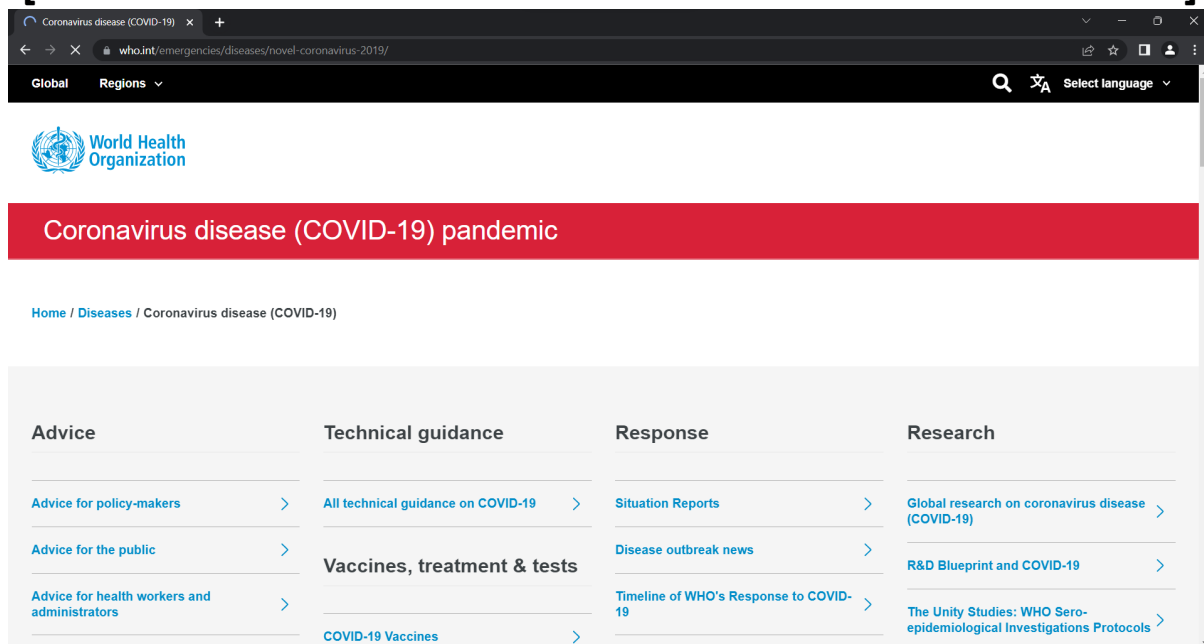 Coronavirus disease (COVID-19)
who.int/emergencies/diseases/novel-coronavirus-2019/
Global Regions Select language
World Health
Organization
Coronavirus disease (COVID-19) pandemic
Home / Diseases / Coronavirus disease (COVID-19)
Advice
Advice for policy-makers
Advice for the public
Advice for health workers and
administrators
Technical guidance
All technical guidance on COVID-19
Vaccines, treatment & tests
COVID-19 Vaccines
Response
Situation Reports
Disease outbreak news
Timeline of WHO's Response to COVID-
19
Research
Global research on coronavirus disease
(COVID-19)
R&D Blueprint and COVID-19
The Unity Studies: WHO Sero-
epidemiological Investigations Protocols